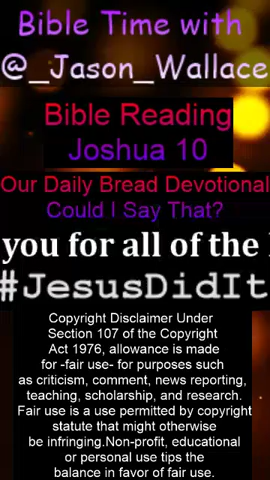 Bible Time with
@_Jason_Wallace
Bible Reading
Joshua 10
Our Daily Bread Devotional
Could I Say That?
you for all of the
#JesusDidIt
Copyright Disclaimer Under
Section 107 of the Copyright
Act 1976, allowance is made
for -fair use- for purposes such
as criticism, comment, news reporting,
teaching, scholarship, and research.
Fair use is a use permitted by copyright
statute that might otherwise
be infringing.Non-profit, educational
or personal use tips the
balance in favor of fair use.